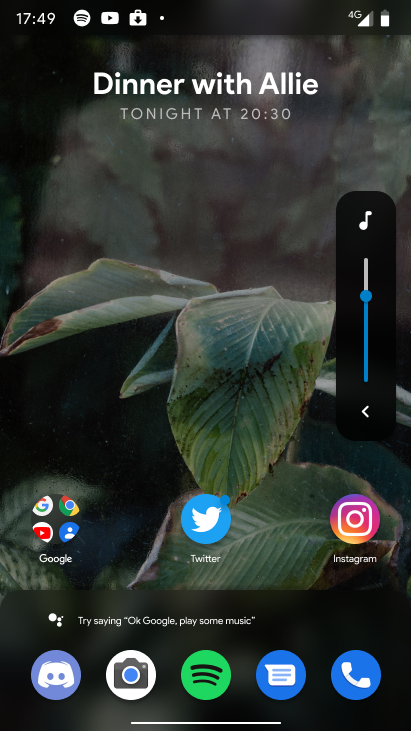 17:49
4G
Dinner with Allie
TONIGHT AT 20:30
Google
Twitter
Instagram
Try saying “Ok Google, play some music”